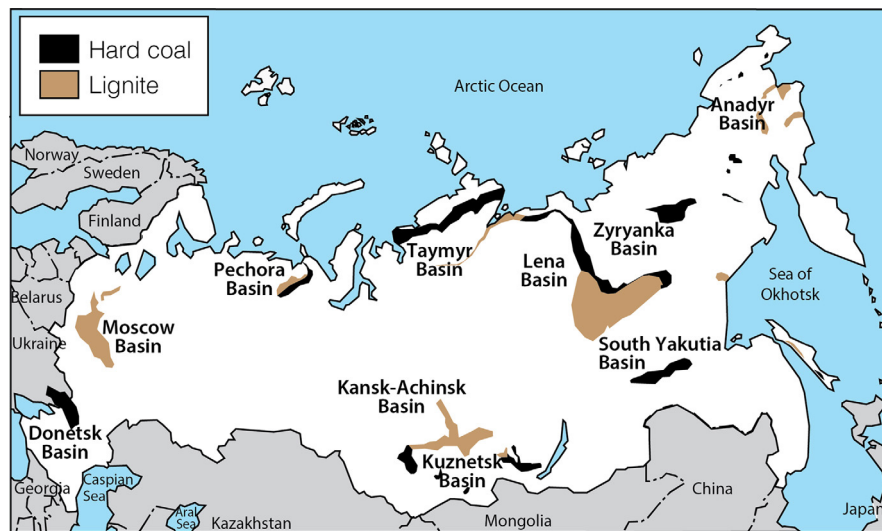 Hard coal
Lignite
Arctic Ocean
Norway
Sweden
Finland
Belarus
Ukraine
Georgia
Caspian
Sea
Aral
Sea
Kazakhstan
Mongolia
China
Japan
Sea of
Okhotsk
Anadyr
Basin
Zyryanka
Basin
Lena
Basin
Taymyr
Basin
Pechora
Basin
Moscow
Basin
South Yakutia
Basin
Kansk-Achinsk
Basin
Kuznetsk
Basin
Donetsk
Basin